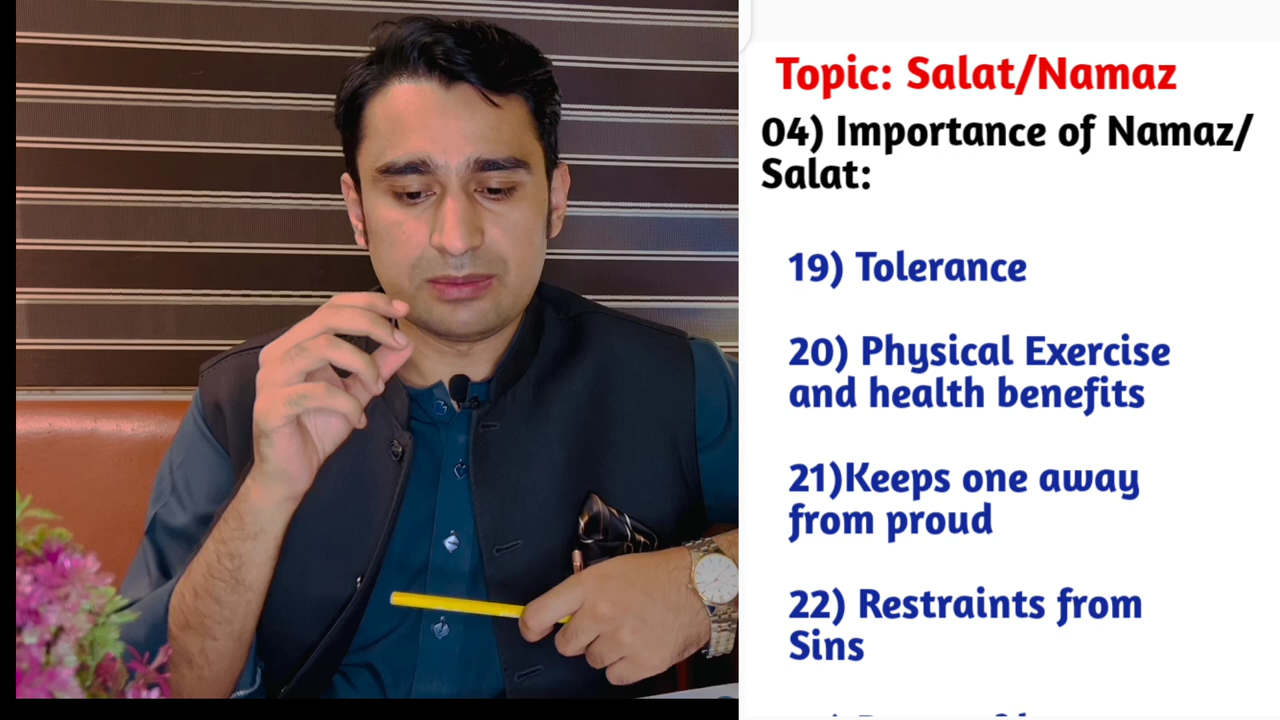 Topic: Salat/Namaz
04) Importance of Namaz/
Salat:
19) Tolerance
20) Physical Exercise
and health benefits
21)Keeps one away
from proud
22) Restraints from
Sins